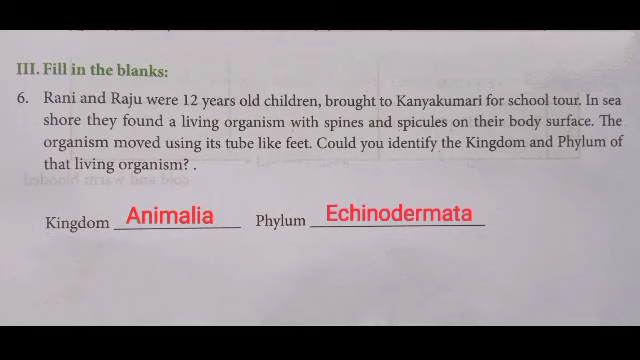 III. Fill in the blanks:
6. Rani and Raju were 12 years old children, brought to Kanyakumari for school tour. In sea
shore they found a living organism with spines and spicules on their body surface. The
organism moved using its tube like feet. Could you identify the Kingdom and Phylum of
that living organism? .
Kingdom Animalia Phylum Echinodermata